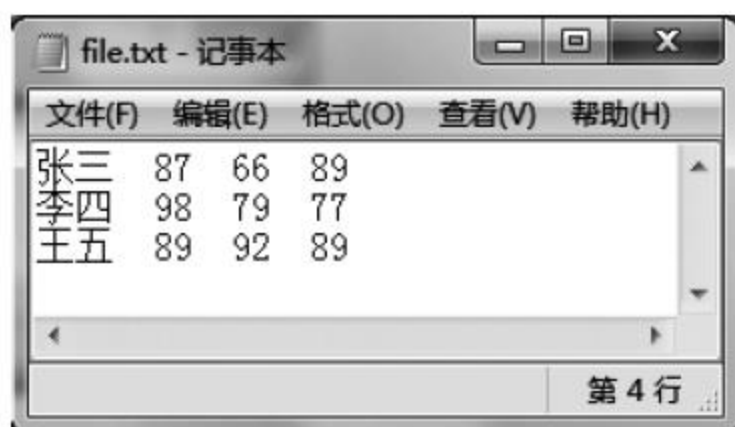 file.txt - 记事本
文件(F) 编辑(E) 格式(O) 查看(V) 帮助(H)
张三 87 66 89
李四 98 79 77
王五 89 92 89
第 4 行